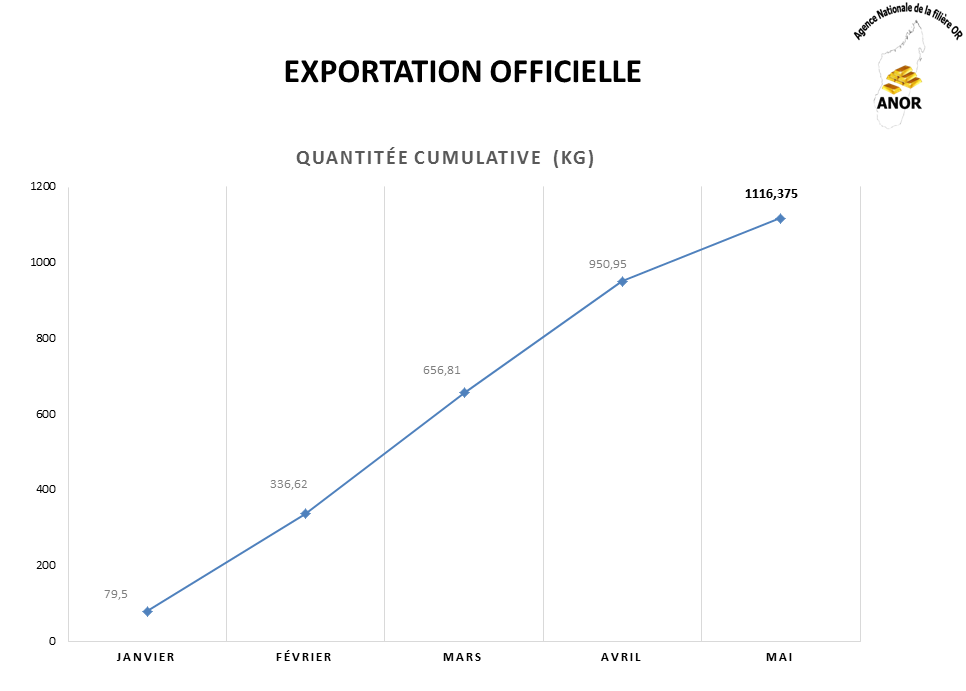 Agence Nationale de la filière OR
ANOR
EXPORTATION OFFICIELLE
QUANTITÉE CUMULATIVE (KG)
1200
1000
800
600
400
200
0
79,5
336,62
656,81
950,95
1116,375
JANVIER
FÉVRIER
MARS
AVRIL
MAI